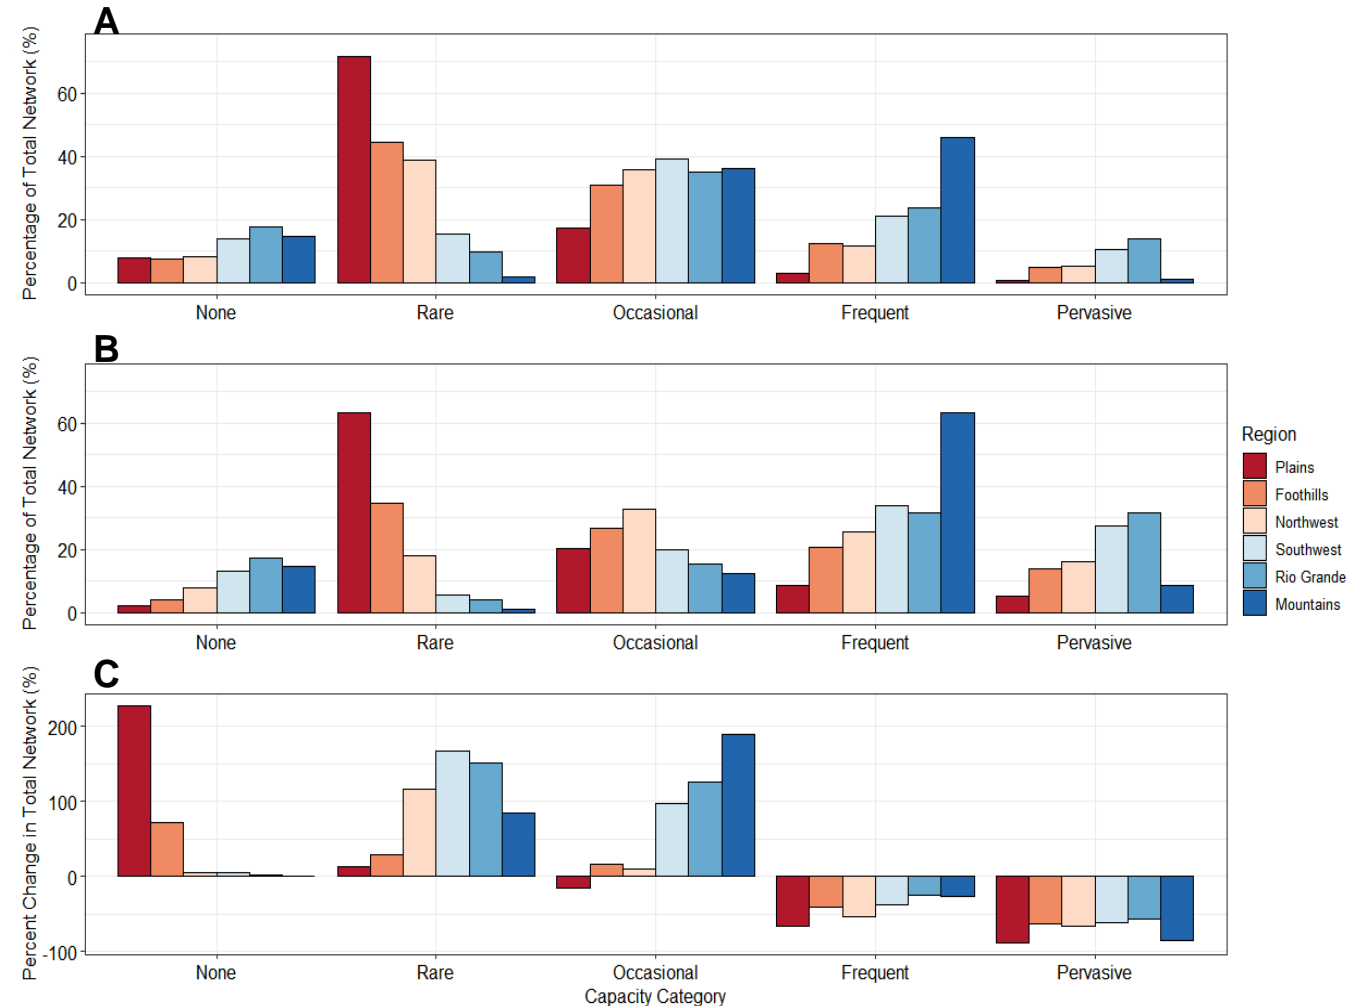 A
Percentage of Total Network (%)
60
40
20
0
None Rare Occasional Frequent Pervasive
B
Percentage of Total Network (%)
60
40
20
0
None Rare Occasional Frequent Pervasive
Region
Plains
Foothills
Northwest
Southwest
Rio Grande
Mountains
C
Percent Change in Total Network (%)
200
100
0
-100
None Rare Occasional Frequent Pervasive
Capacity Category